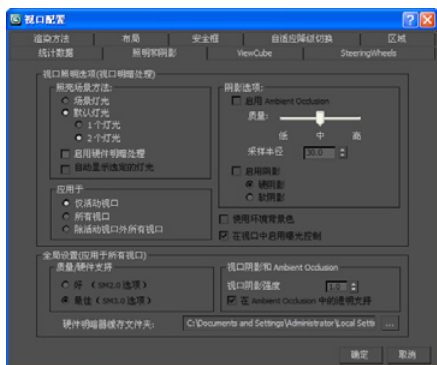 视口配置
渲染方法 布局 安全框 自适应降级切换 区域
统计数据 照明和阴影 ViewCube SteeringWheels
视口照明选项(视口明暗处理)
照亮场景方法:
场景灯光
默认灯光
1个灯光
2个灯光
启用硬件明暗处理
自动显示选定的灯光
应用于
仅活动视口
所有视口
除活动视口外所有视口
阴影选项:
启用 Ambient Occlusion
质量:
低 中 高
采样半径 30.0
启用阴影
硬阴影
软阴影
使用环境背景色
在视口中启用曝光控制
全局设置(应用于所有视口)
质量/硬件支持
好 (SM2.0 选项)
最佳 (SM3.0 选项)
视口阴影和 Ambient Occlusion
视口阴影强度 1.0
在 Ambient Occlusion 中的透明支持
硬件明暗器缓存文件夹: C:\Documents and Settings\Administrator\Local Settin ...
确定 取消